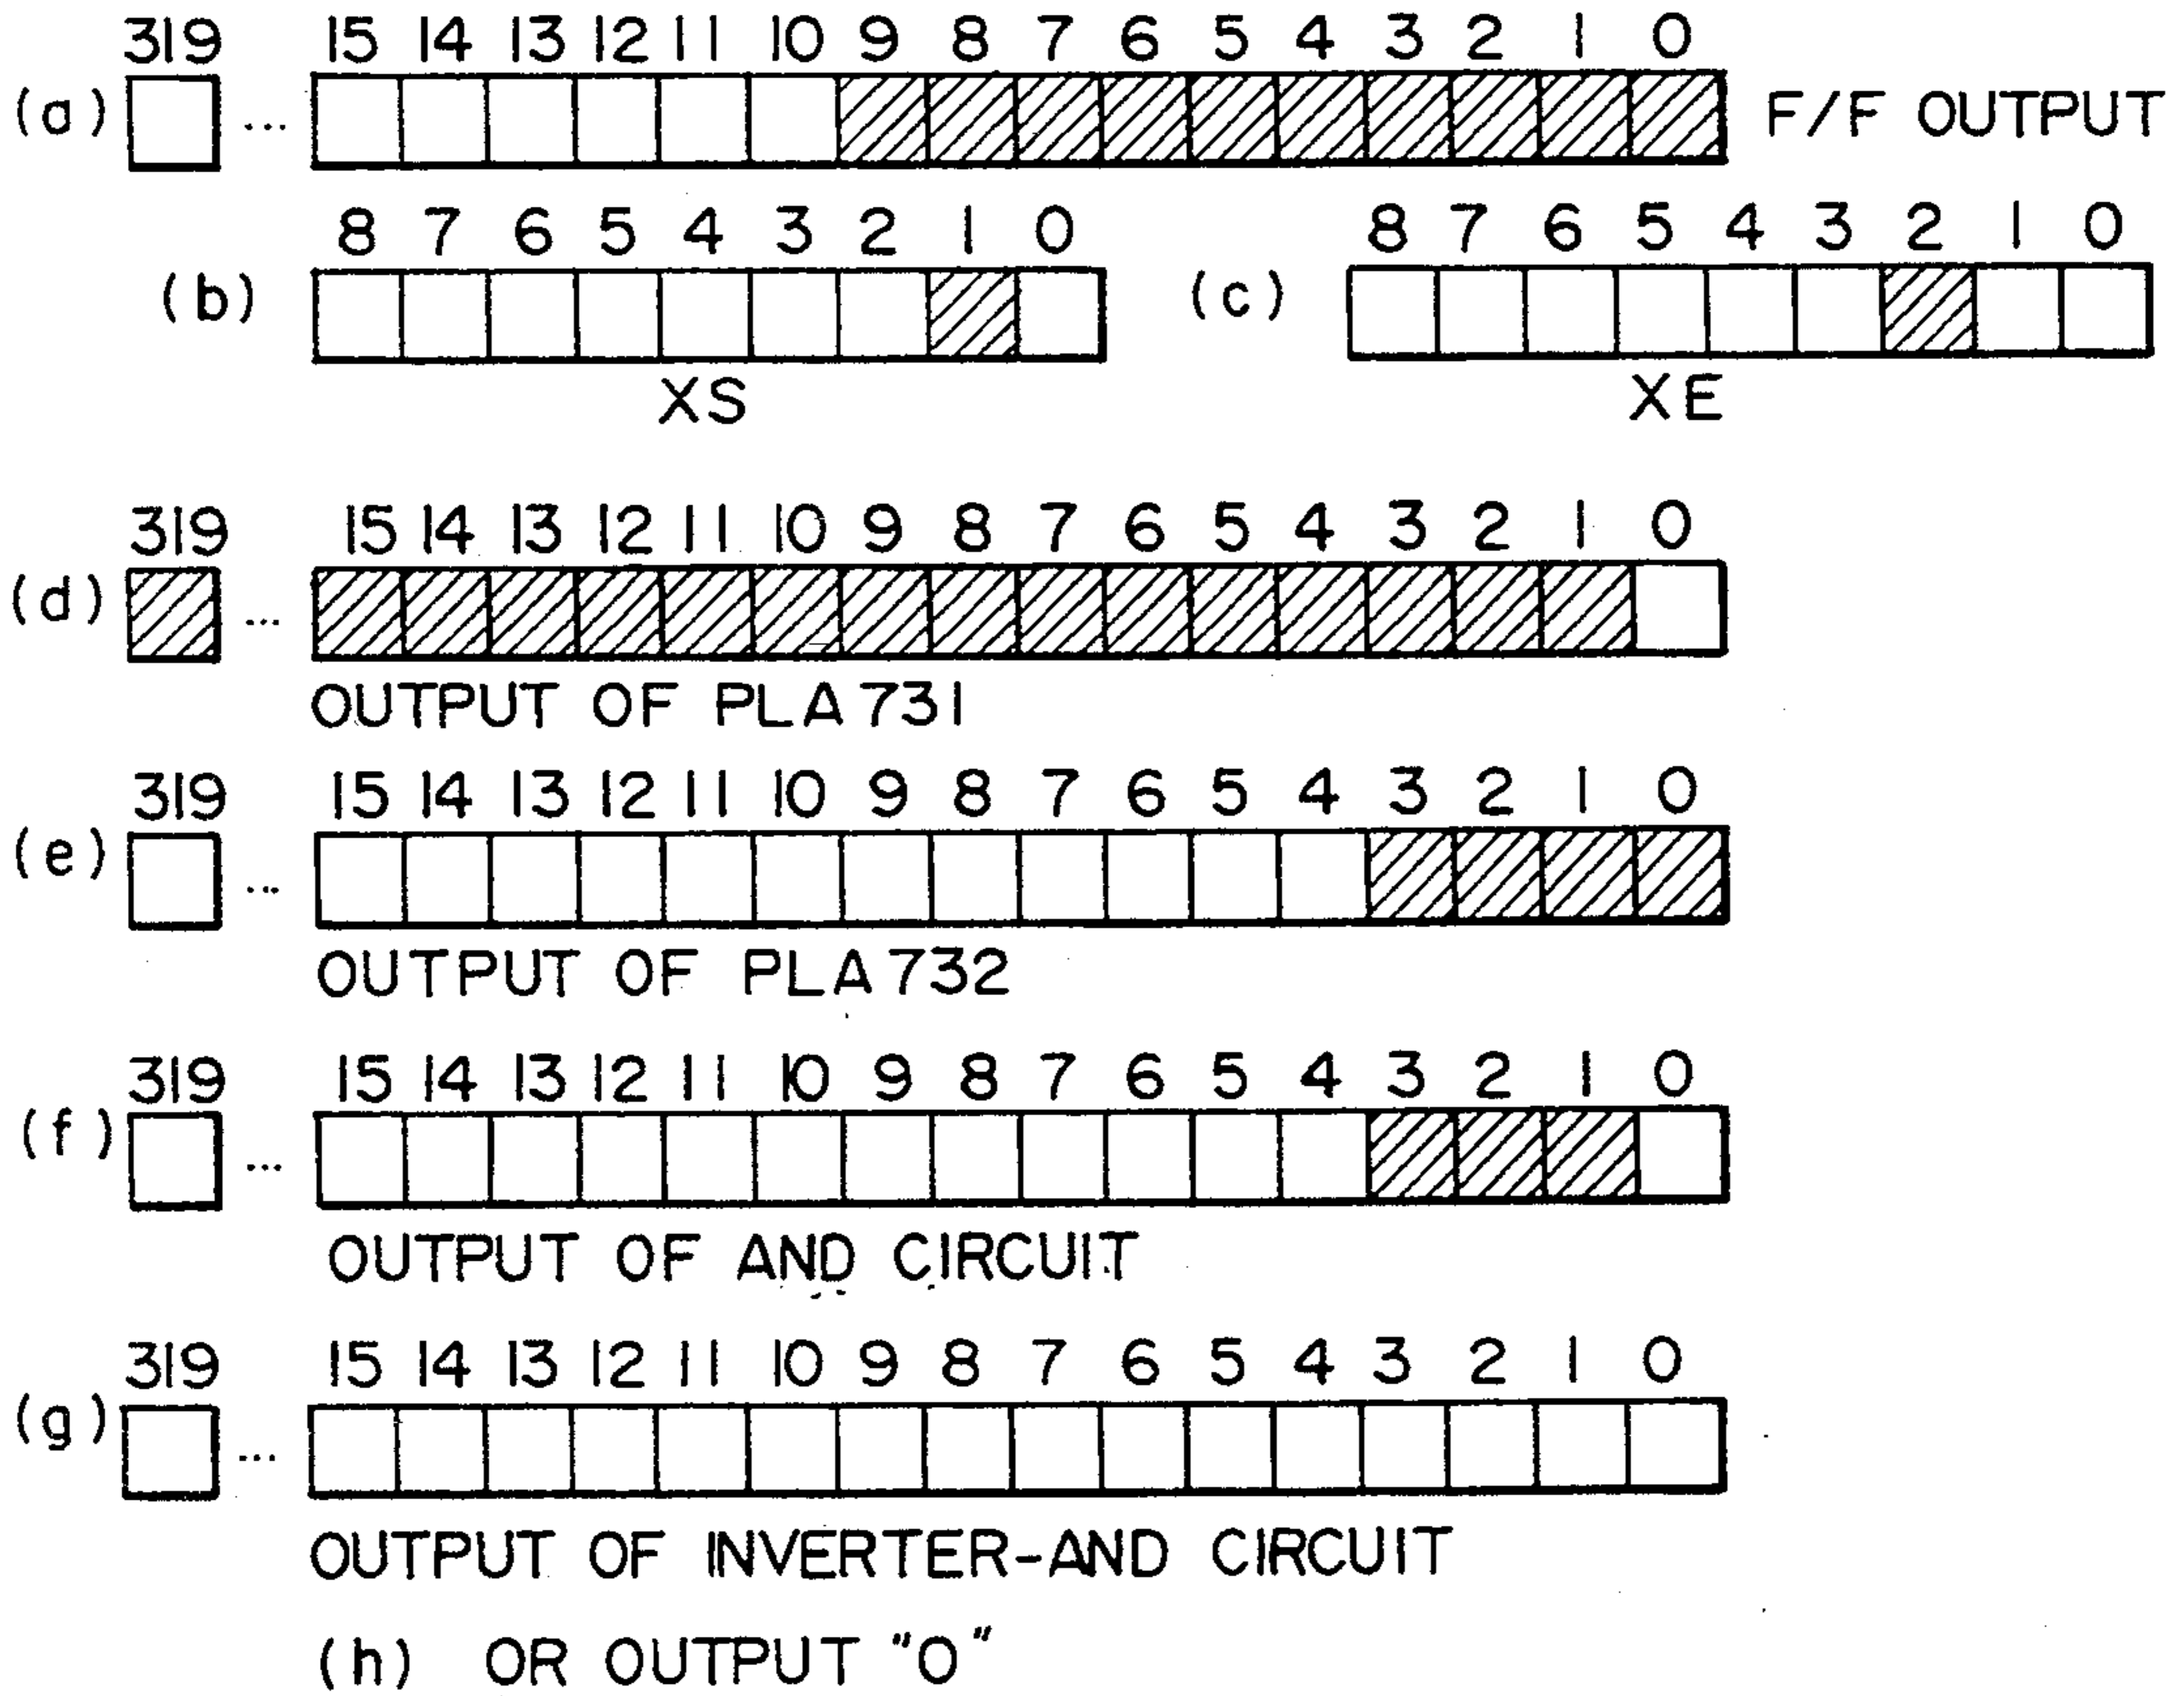 319 15 14 13 12 11 10 9 8 7 6 5 4 3 2 1 0
(a) ... F/F OUTPUT
8 7 6 5 4 3 2 1 0 8 7 6 5 4 3 2 1 0
(b) (c)
XS XE
319 15 14 13 12 11 10 9 8 7 6 5 4 3 2 1 0
(d) ...
OUTPUT OF PLA 731
319 15 14 13 12 11 10 9 8 7 6 5 4 3 2 1 0
(e) ...
OUTPUT OF PLA 732
319 15 14 13 12 11 10 9 8 7 6 5 4 3 2 1 0
(f) ...
OUTPUT OF AND CIRCUIT
319 15 14 13 12 11 10 9 8 7 6 5 4 3 2 1 0
(g) ...
OUTPUT OF INVERTER-AND CIRCUIT
(h) OR OUTPUT "0"